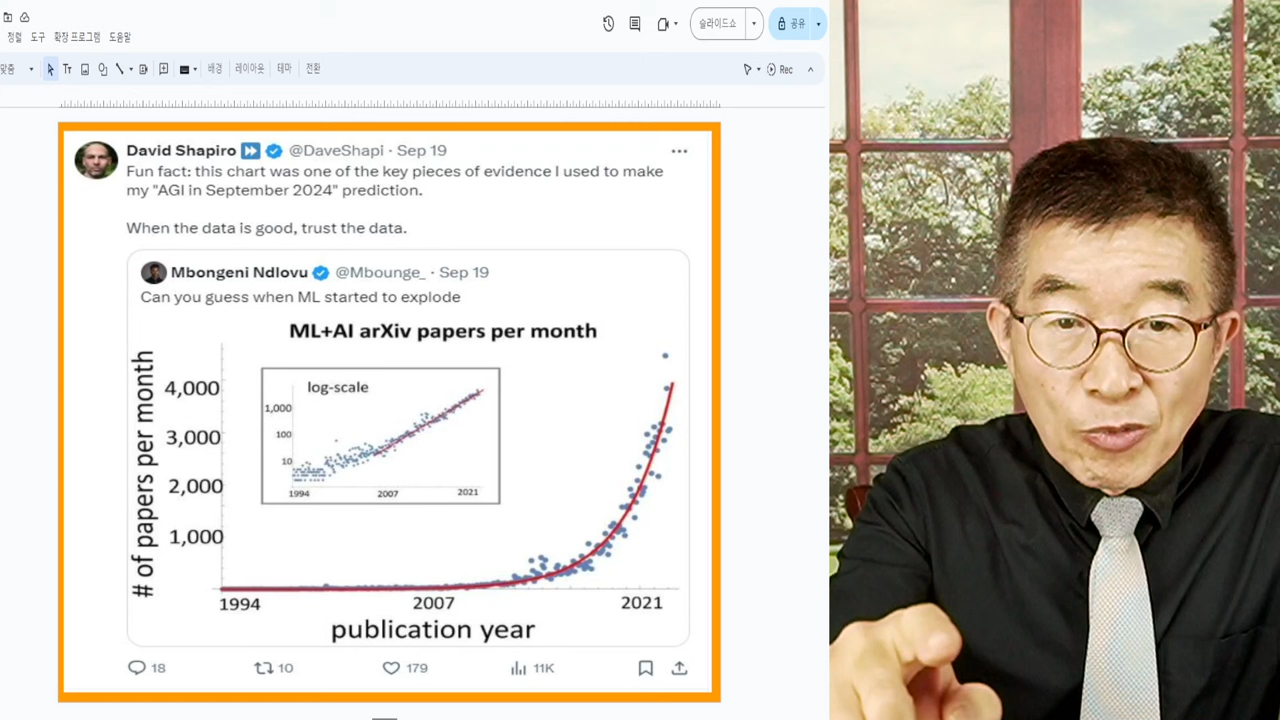 정렬 도구 확장 프로그램 도움말
슬라이드쇼
공유
맞춤
Tr
배경 레이아웃 테마 전환
Rec
David Shapiro @DaveShapi · Sep 19
Fun fact: this chart was one of the key pieces of evidence I used to make
my "AGI in September 2024" prediction.
When the data is good, trust the data.
Mbongeni Ndlovu @Mbounge_ · Sep 19
Can you guess when ML started to explode
ML+AI arXiv papers per month
# of papers per month
4,000
3,000
2,000
1,000
log-scale
1,000
100
10
1994 2007 2021
1994 2007 2021
publication year
18 10 179 11K